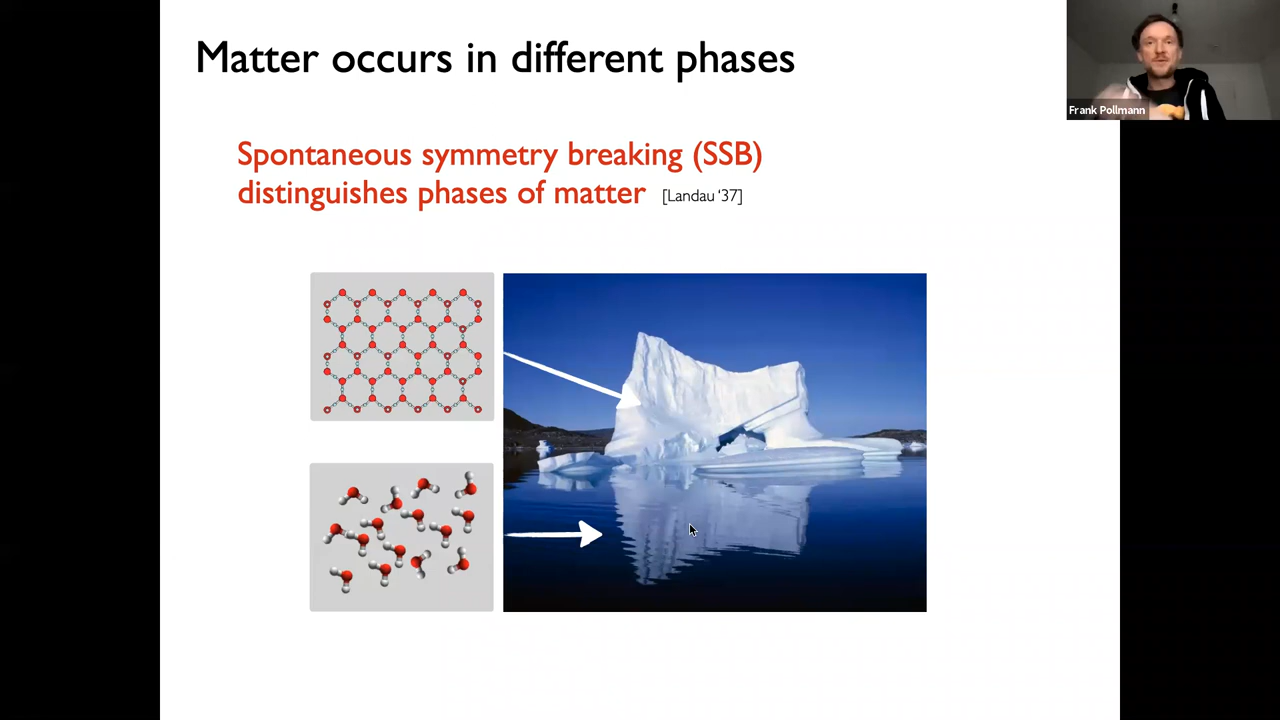 Matter occurs in different phases
Frank Pollmann
Spontaneous symmetry breaking (SSB)
distinguishes phases of matter [Landau ‘37]